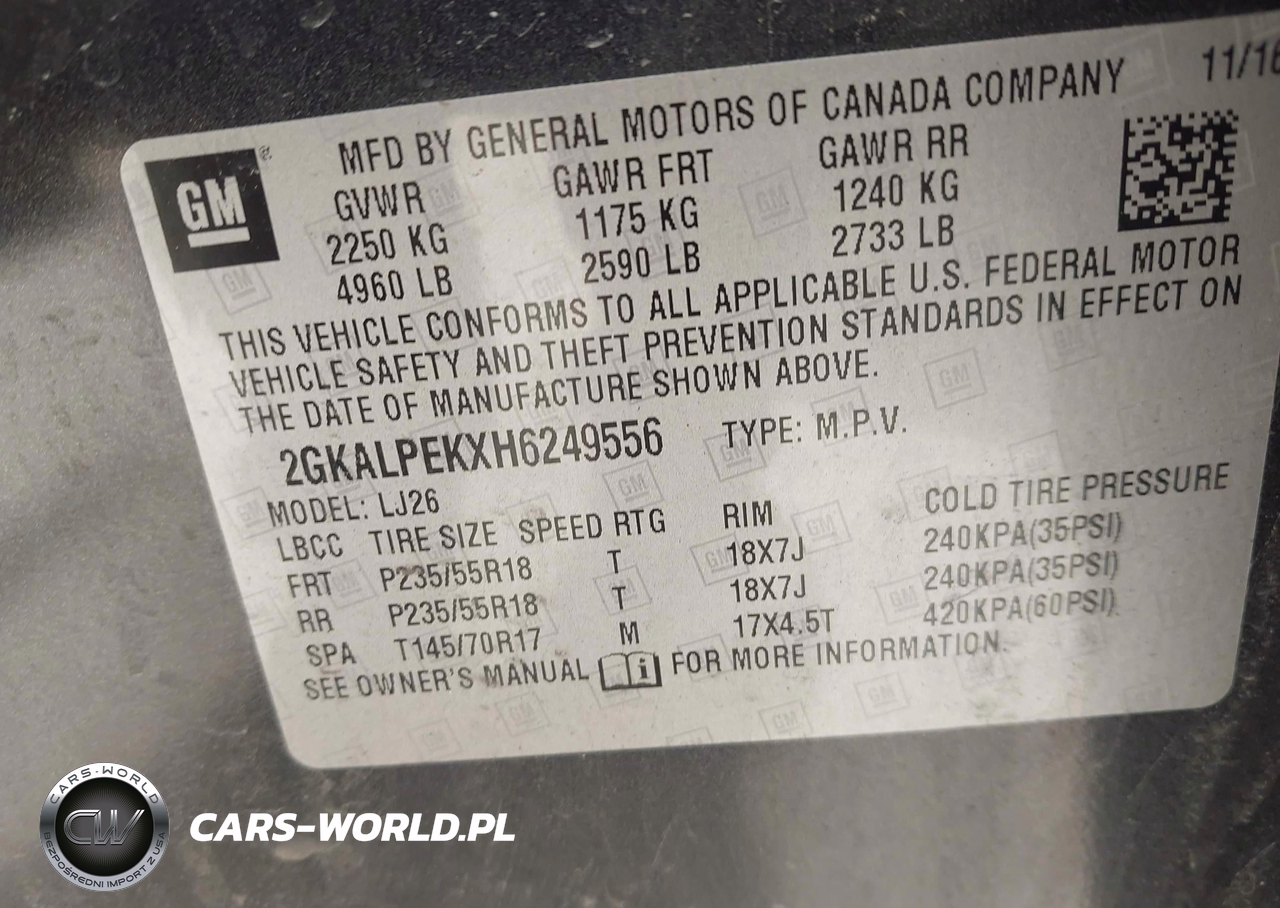 11/16
MFD BY GENERAL MOTORS OF CANADA COMPANY
GM
GVWR GAWR FRT GAWR RR
2250 KG 1175 KG 1240 KG
4960 LB 2590 LB 2733 LB
THIS VEHICLE CONFORMS TO ALL APPLICABLE U.S. FEDERAL MOTOR
VEHICLE SAFETY AND THEFT PREVENTION STANDARDS IN EFFECT ON
THE DATE OF MANUFACTURE SHOWN ABOVE.
2GKALPEKXH6249556 TYPE: M.P.V.
MODEL: LJ26
LBCC TIRE SIZE SPEED RTG RIM COLD TIRE PRESSURE
FRT P235/55R18 T 18X7J 240KPA(35PSI)
RR P235/55R18 T 18X7J 240KPA(35PSI)
SPA T145/70R17 M 17X4.5T 420KPA(60PSI)
SEE OWNER'S MANUAL i FOR MORE INFORMATION.
CARS-WORLD
CW
BEZPOŚREDNI IMPORT Z USA
CARS-WORLD.PL